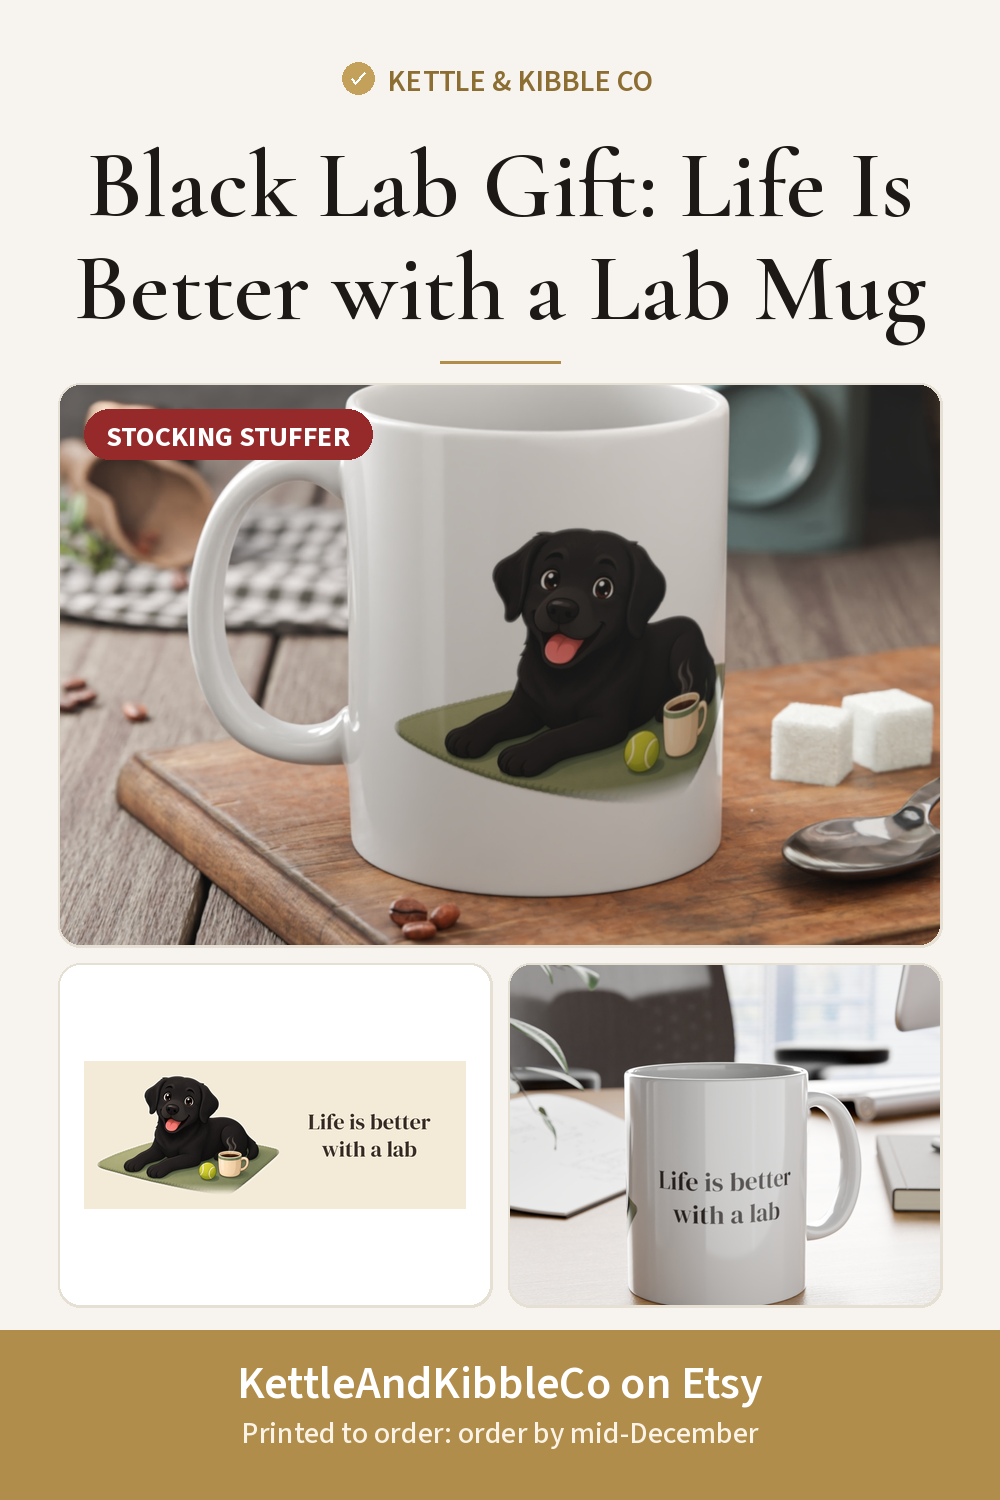 KETTLE & KIBBLE CO
Black Lab Gift: Life Is
Better with a Lab Mug
STOCKING STUFFER
Life is better
with a lab
Life is better
with a lab
KettleAndKibbleCo on Etsy
Printed to order: order by mid-December